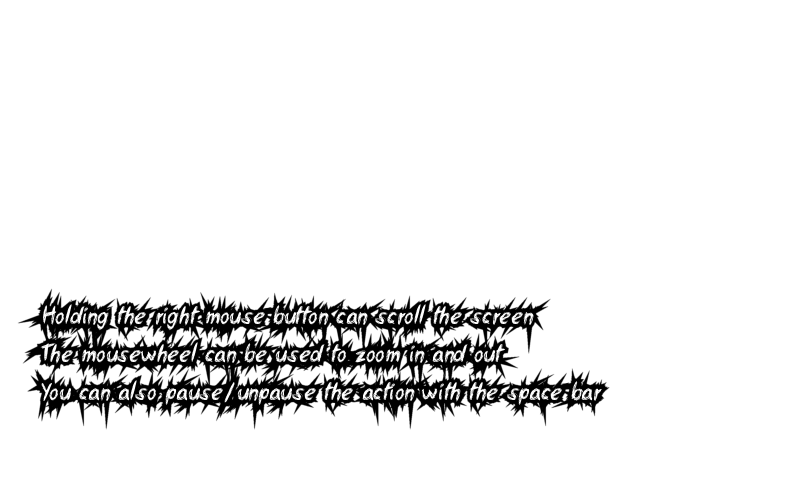 Holding the right mouse button can scroll the screen
The mousewheel can be used to zoom in and out
You can also pause/unpause the action with the space bar